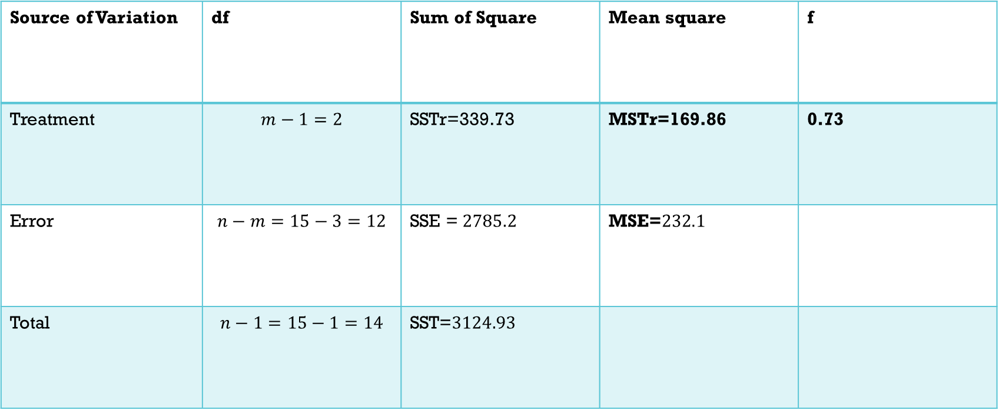 Source of Variation df Sum of Square Mean square f
Treatment 𝑚 − 1 = 2 SSTr=339.73 MSTr=169.86 0.73
Error 𝑛 − 𝑚 = 15 − 3 = 12 SSE = 2785.2 MSE=232.1
Total 𝑛 − 1 = 15 − 1 = 14 SST=3124.93